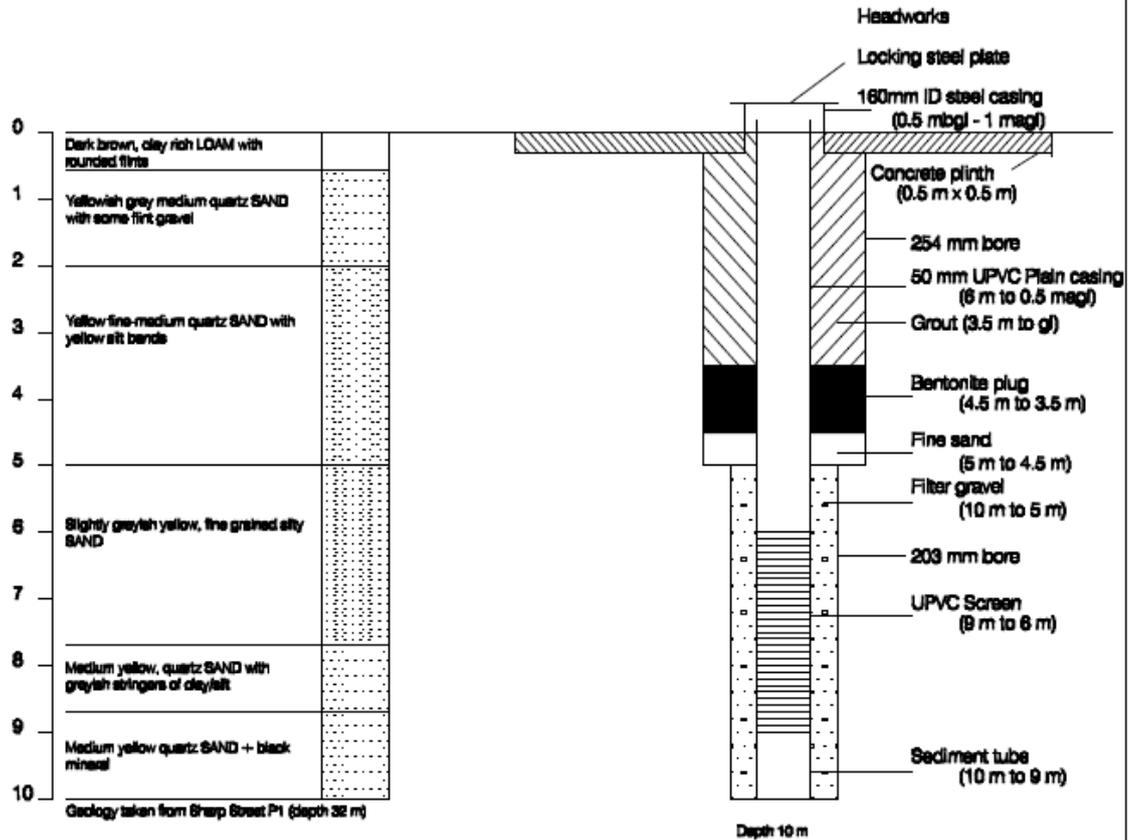 Headworks
Locking steel plate
160mm ID steel casing
(0.5 mbgl - 1 magl)
0
Dark brown, clay rich LOAM with
rounded flints
Concrete plinth
(0.5 m x 0.5 m)
1
Yellowish grey medium quartz SAND
with some flint gravel
254 mm bore
2
50 mm UPVC Plain casing
(6 m to 0.5 magl)
Grout (3.5 m to gl)
3
Yellow fine-medium quartz SAND with
yellow silt bands
4
Bentonite plug
(4.5 m to 3.5 m)
Fine sand
(5 m to 4.5 m)
5
Filter gravel
(10 m to 5 m)
6
Slightly greyish yellow, fine grained silty
SAND
203 mm bore
7
UPVC Screen
(9 m to 6 m)
8
Medium yellow, quartz SAND with
greyish stringers of clay/silt
9
Medium yellow quartz SAND + black
mineral
Sediment tube
(10 m to 9 m)
10
Geology taken from Sharp Street P1 (depth 32 m)
Depth 10 m